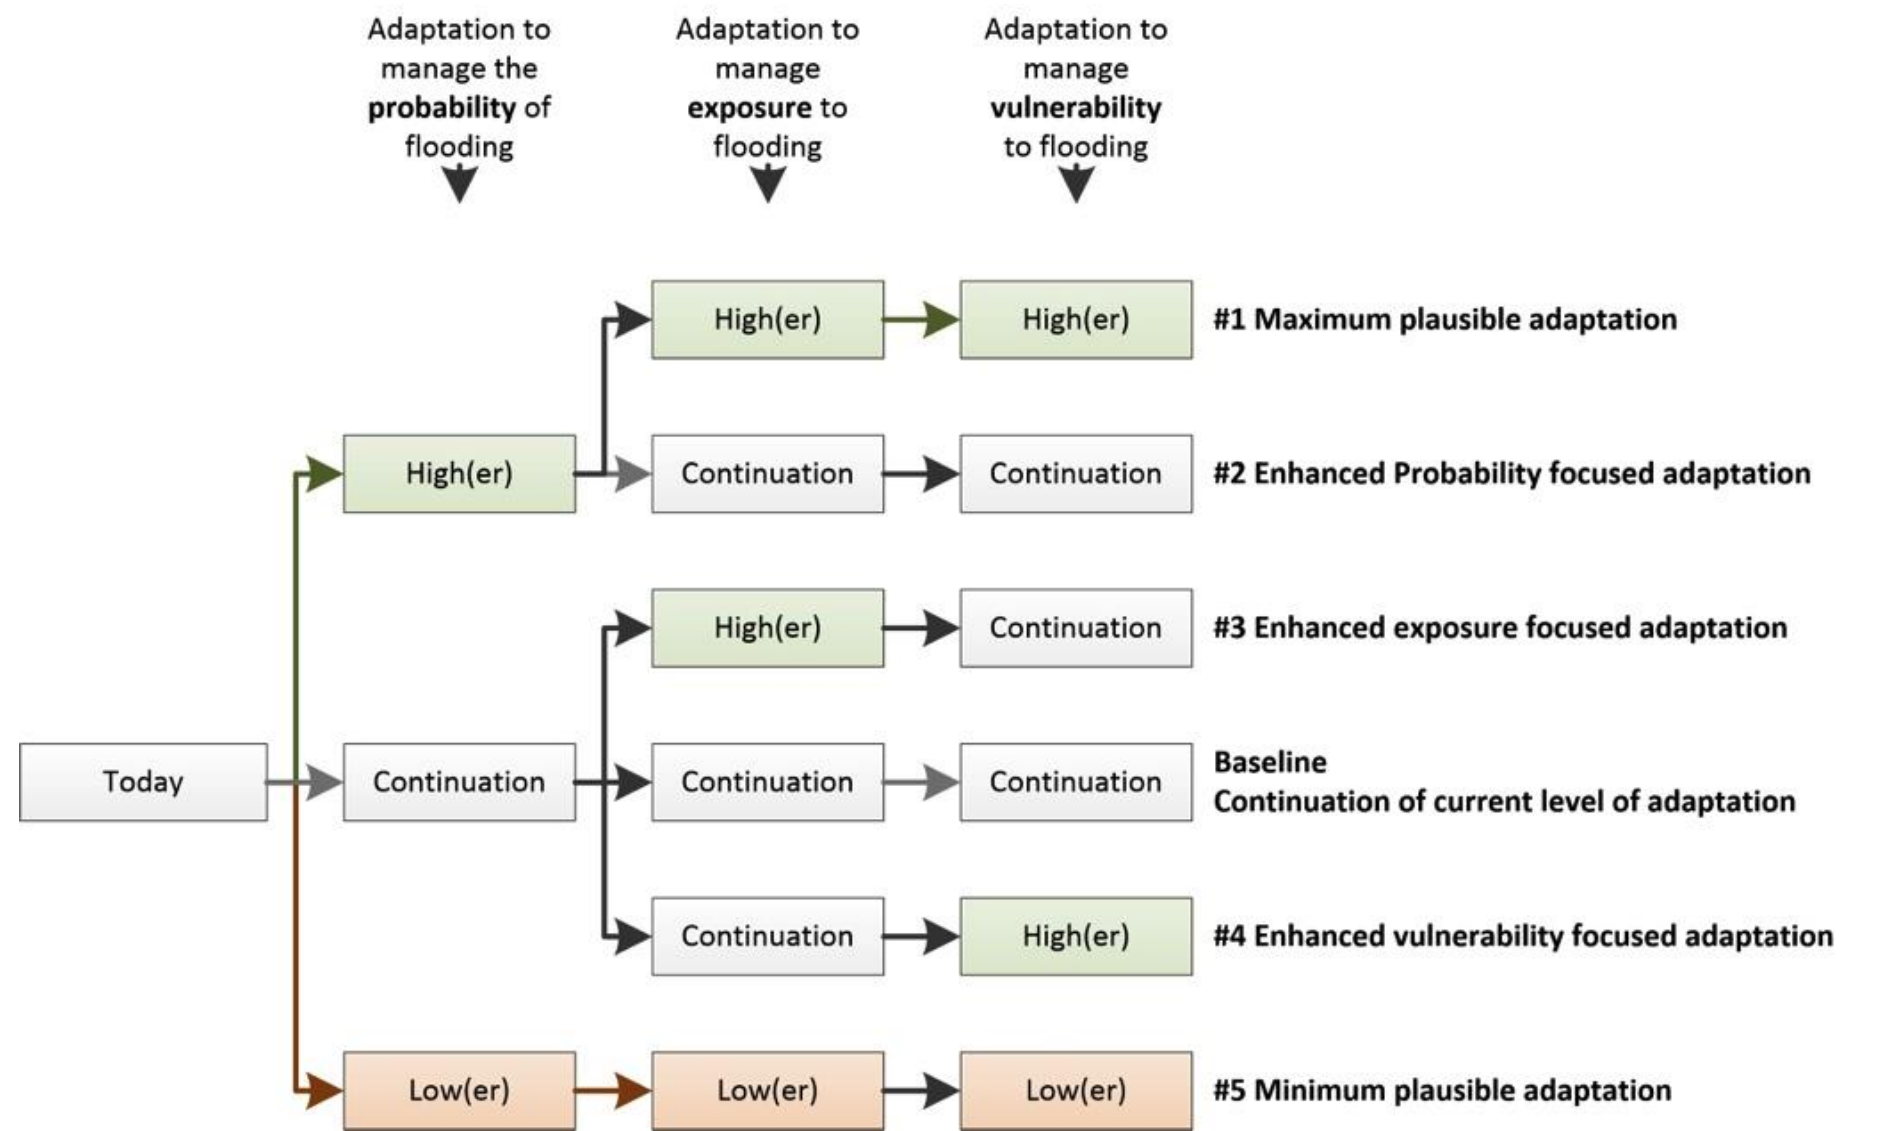 Adaptation to
manage the
probability of
flooding
Adaptation to
manage
exposure to
flooding
Adaptation to
manage
vulnerability
to flooding
High(er)
High(er)
#1 Maximum plausible adaptation
High(er)
Continuation
Continuation
#2 Enhanced Probability focused adaptation
High(er)
Continuation
#3 Enhanced exposure focused adaptation
Today
Continuation
Continuation
Continuation
Baseline
Continuation of current level of adaptation
Continuation
High(er)
#4 Enhanced vulnerability focused adaptation
Low(er)
Low(er)
Low(er)
#5 Minimum plausible adaptation